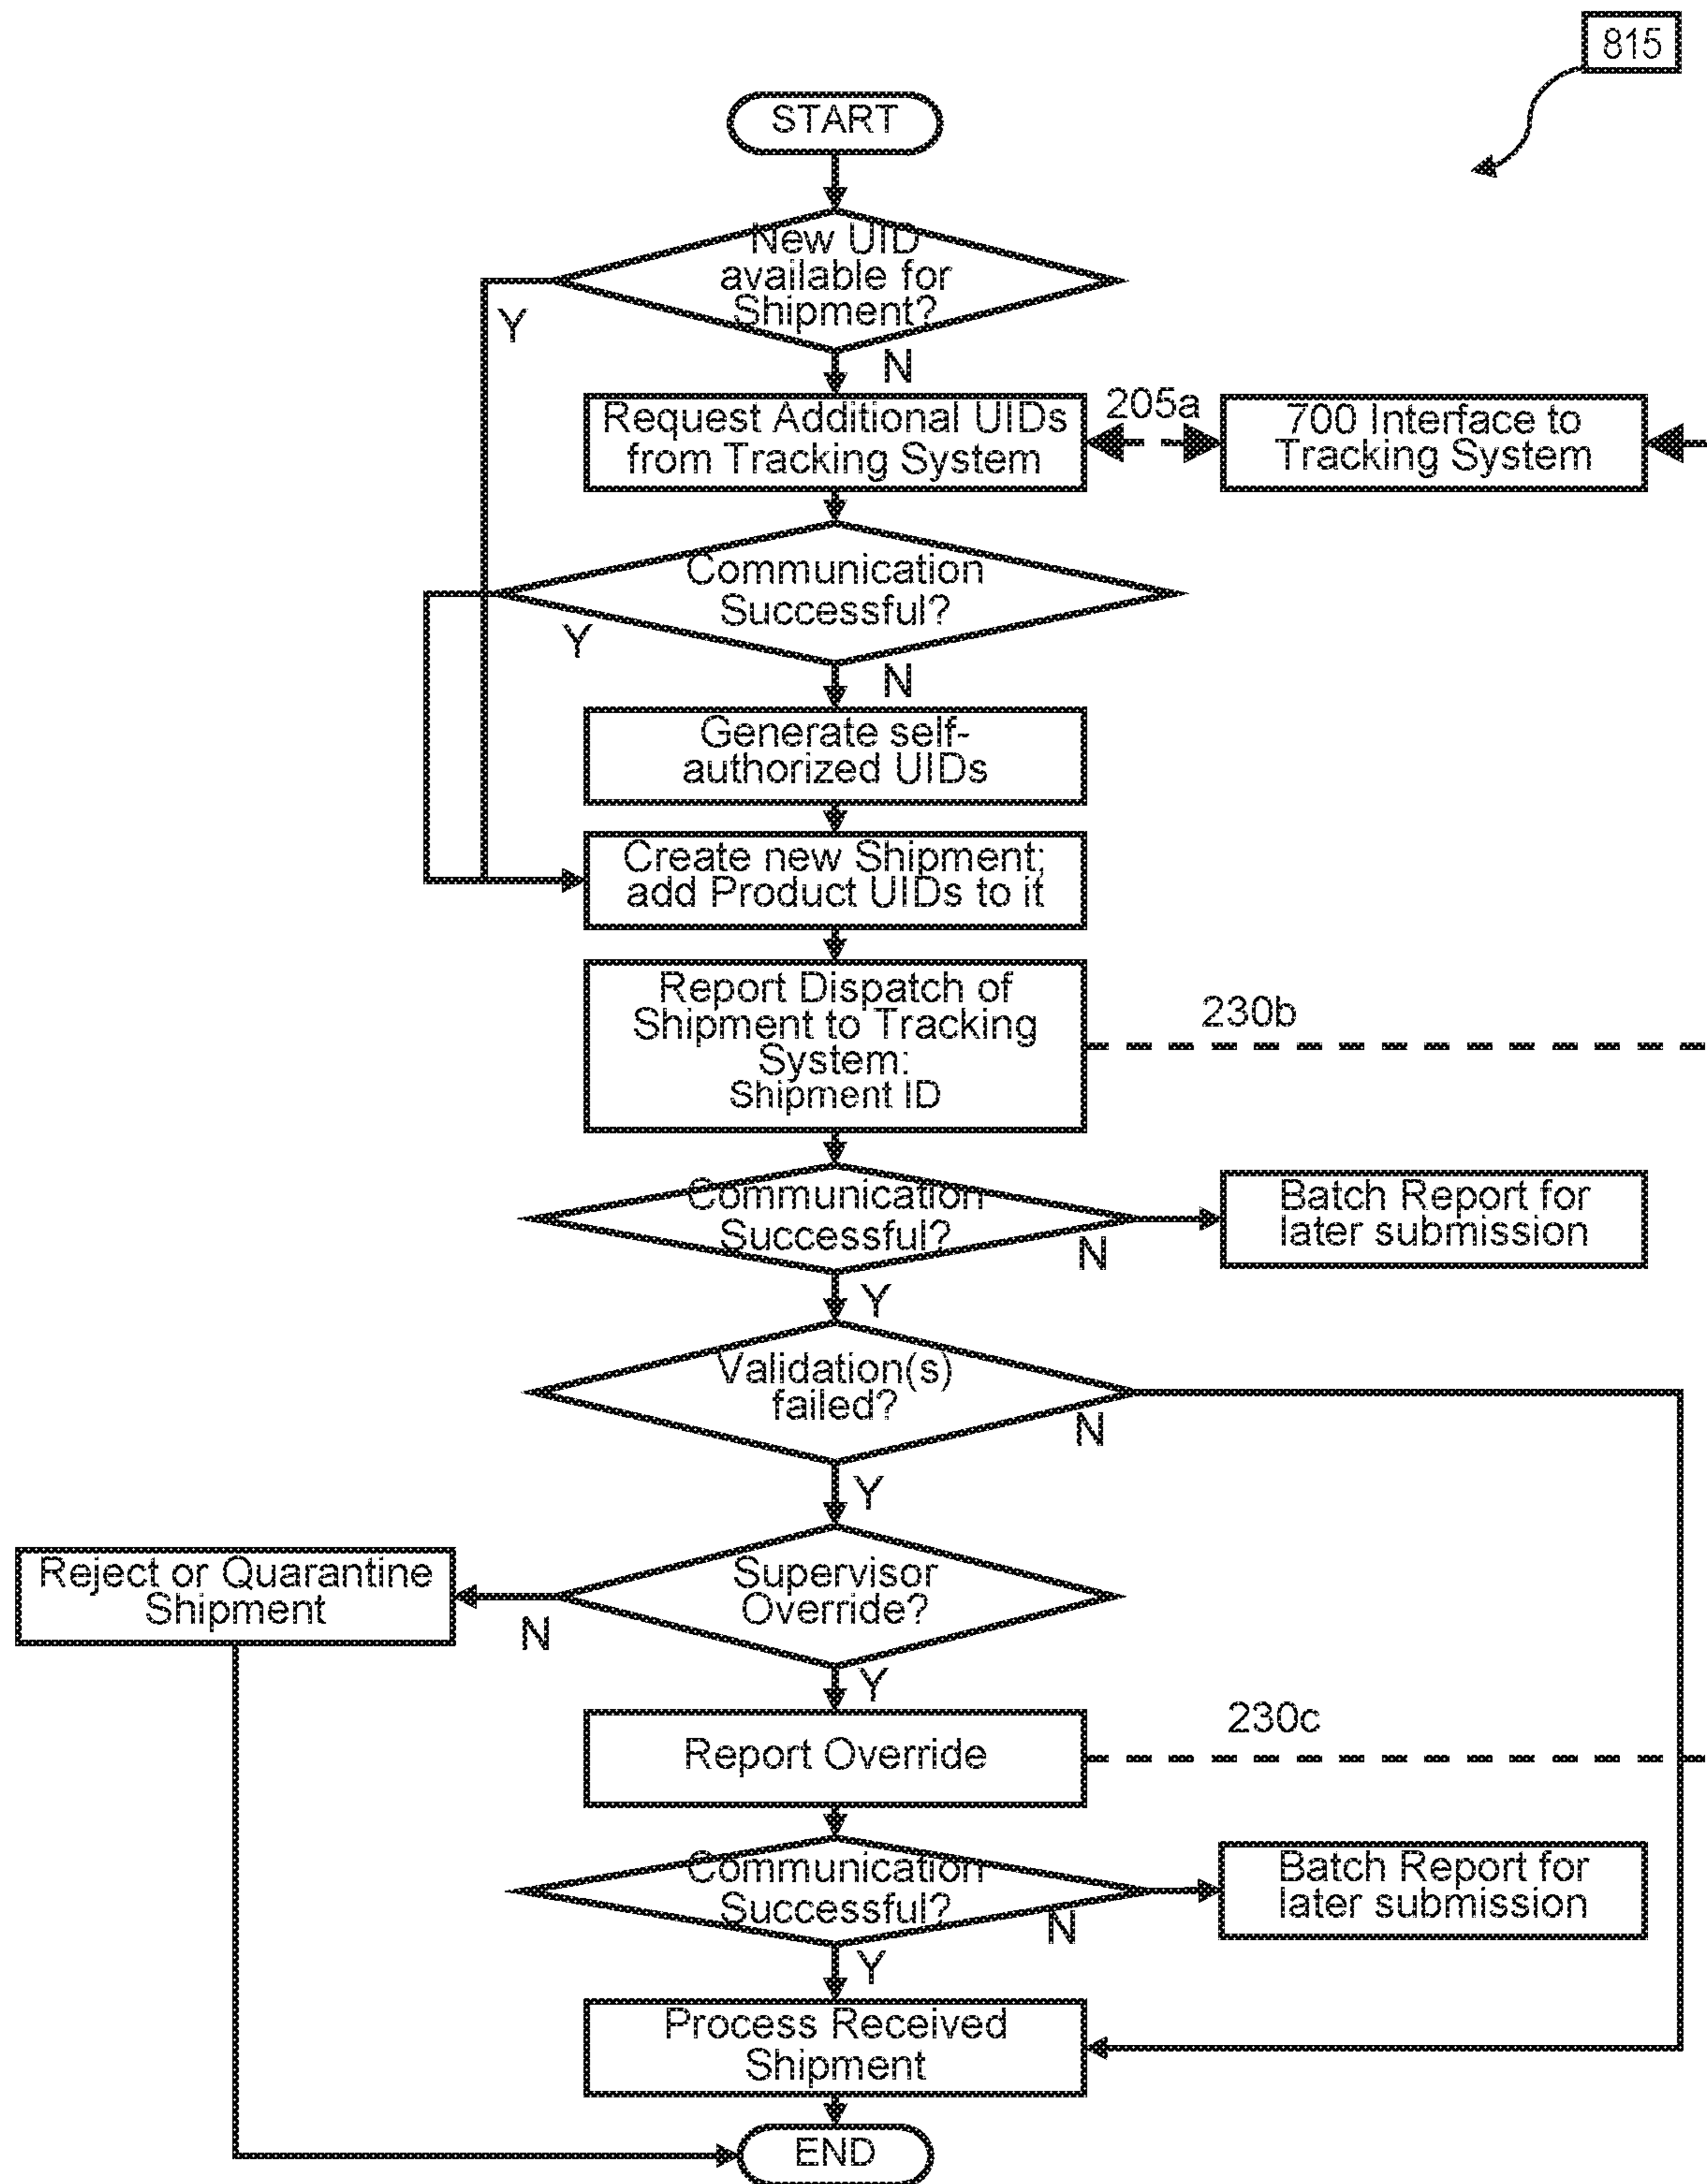 815
START
New UID
available for
Shipment?
Y
N
Request Additional UIDs
from Tracking System
205a
700 Interface to
Tracking System
Communication
Successful?
Y
N
Generate self-
authorized UIDs
Create new Shipment;
add Product UIDs to it
Report Dispatch of
Shipment to Tracking
System:
Shipment ID
230b
Communication
Successful?
N
Batch Report for
later submission
Y
Validation(s)
failed?
N
Y
Reject or Quarantine
Shipment
Supervisor
Override?
N
Y
Report Override
230c
Communication
Successful?
N
Batch Report for
later submission
Y
Process Received
Shipment
END